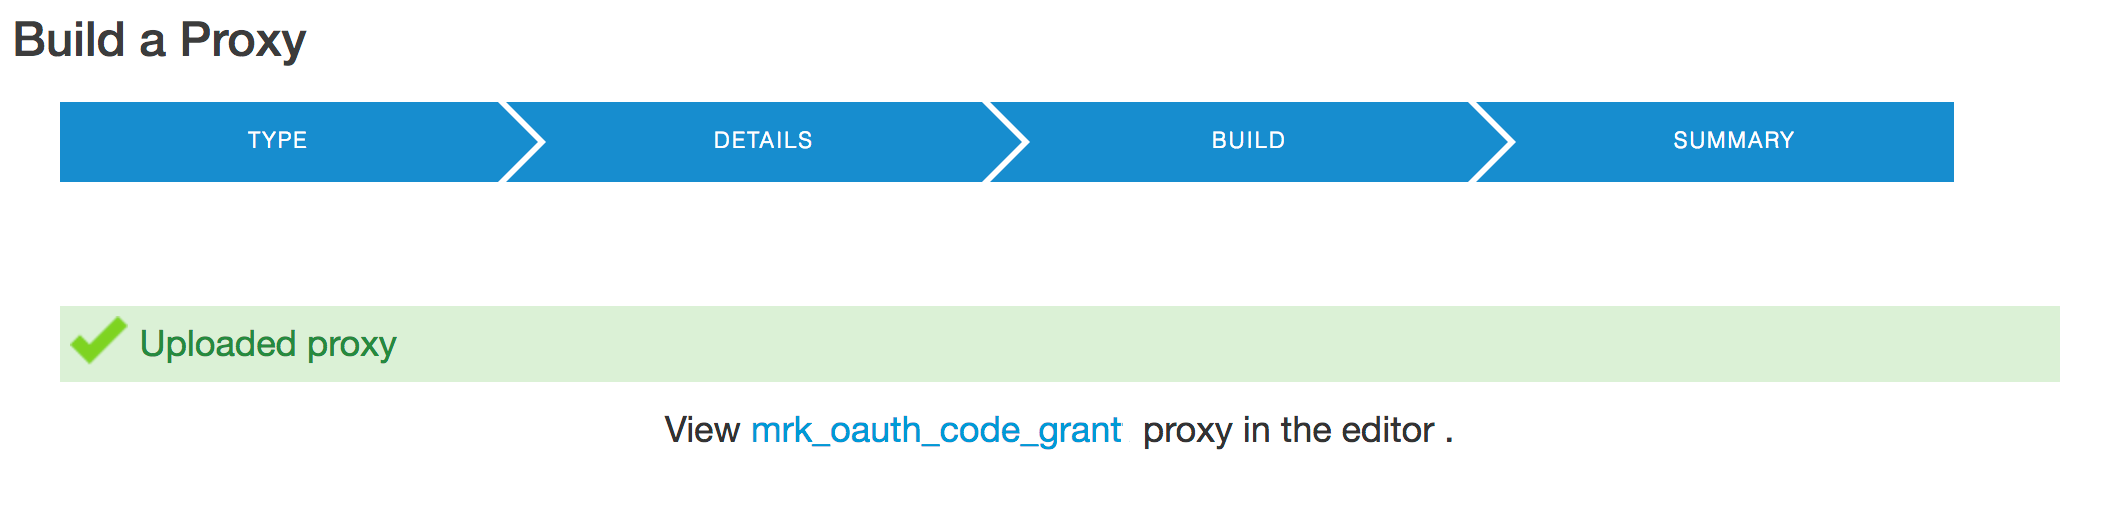 Build a Proxy
TYPE DETAILS BUILD SUMMARY
Uploaded proxy
View mrk_oauth_code_grant proxy in the editor .